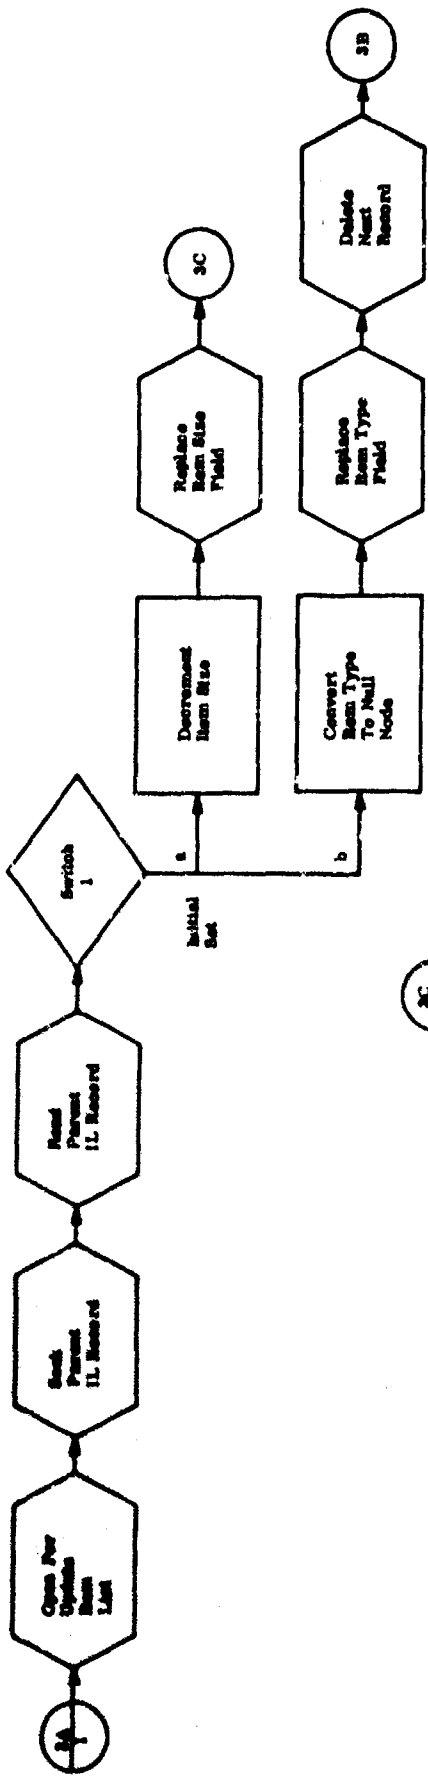 Open For
Update
Item
List
Seek
Parent
IL Record
Read
Parent
IL Record
Switch
1
Initial
Set
a
b
Decrement
Item Size
Replace
Item Size
Field
3C
Convert
Item Type
To Null
Node
Replace
Item Type
Field
Delete
Next
Record
3B